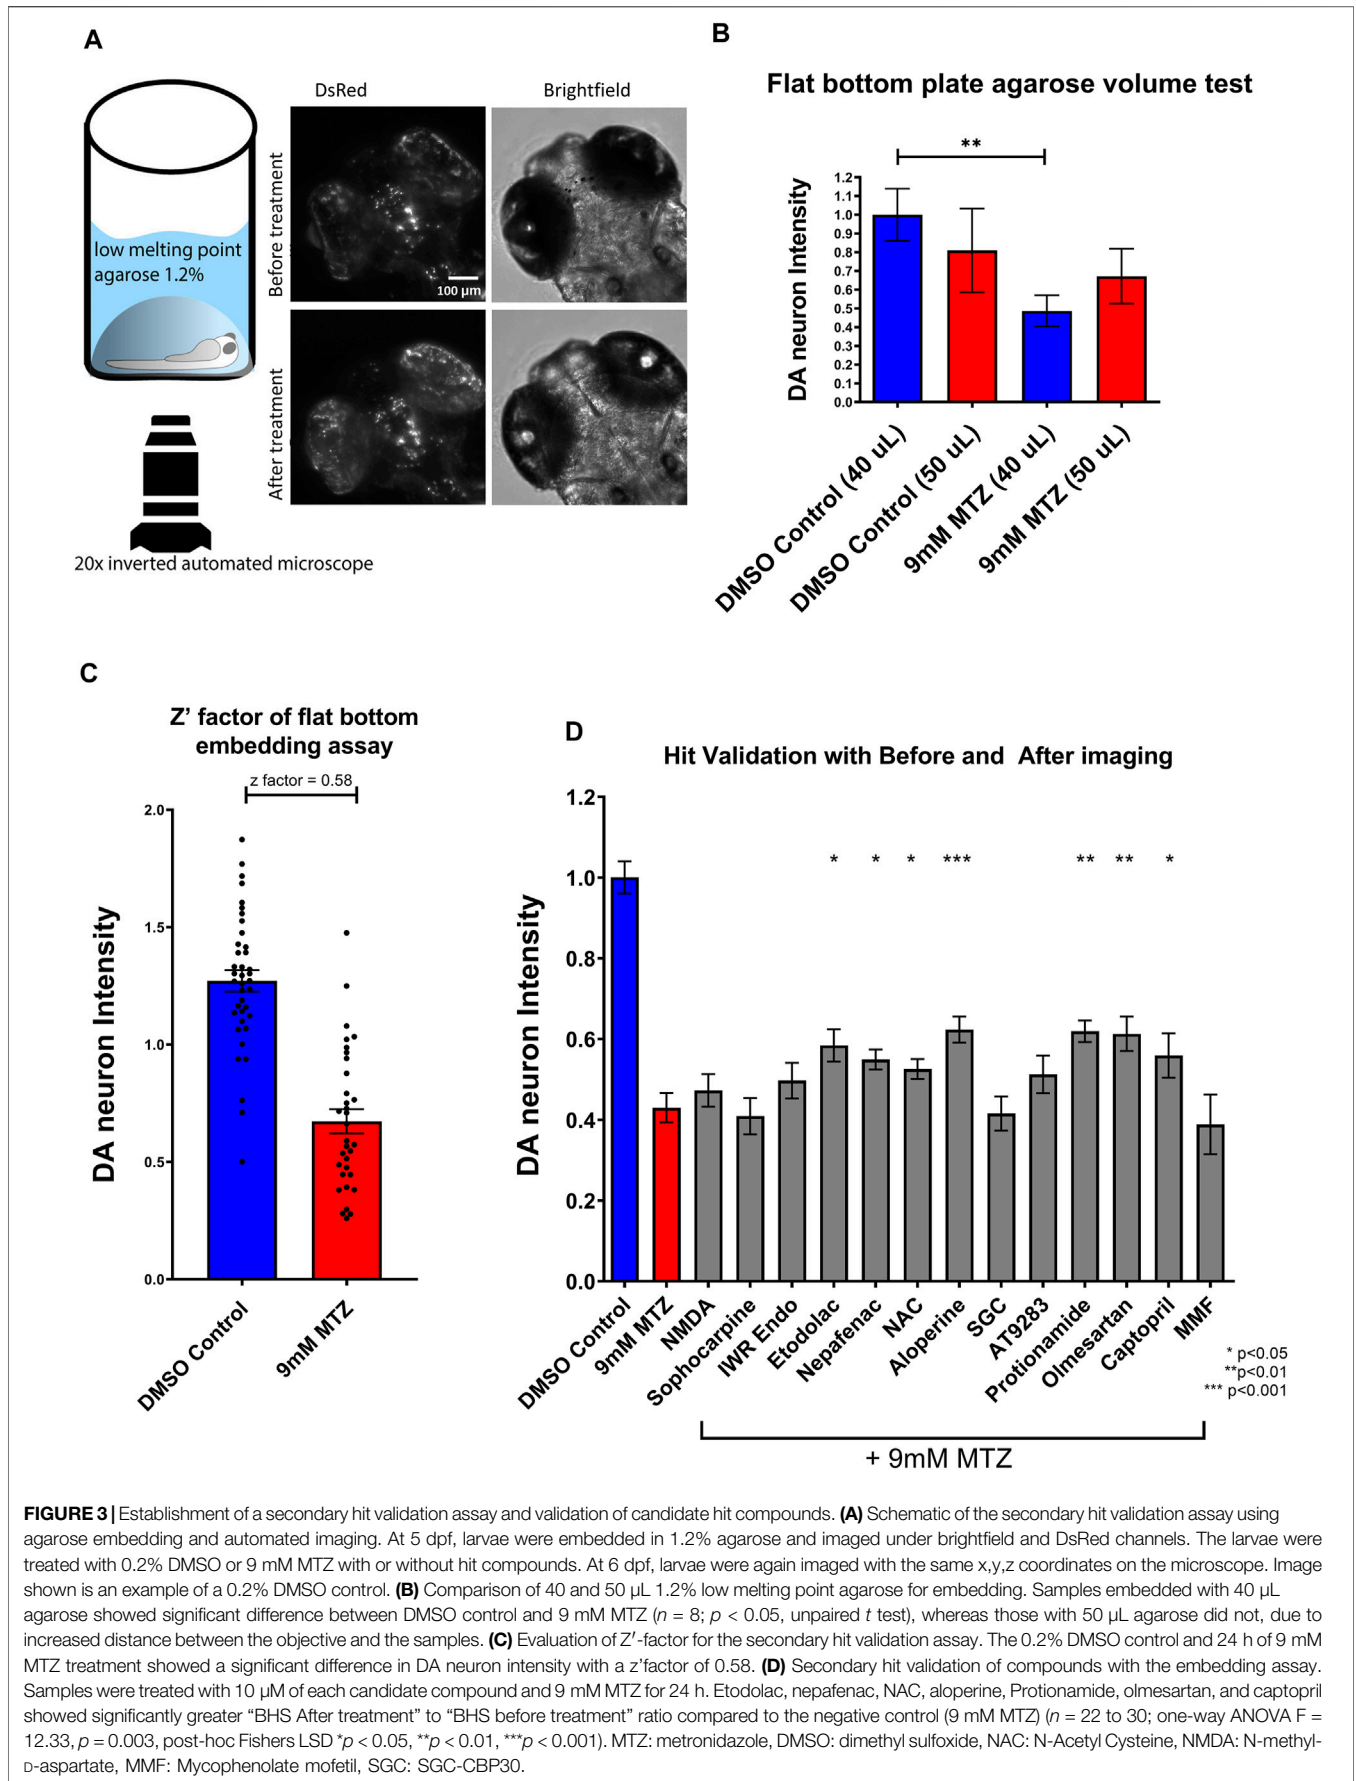 A
DsRed
Brightfield
Before treatment
After treatment
low melting point
agarose 1.2%
100 µm
20x inverted automated microscope
B
Flat bottom plate agarose volume test
**
DA neuron Intensity
1.2
1.1
1.0
0.9
0.8
0.7
0.6
0.5
0.4
0.3
0.2
0.1
0.0
DMSO Control (40 uL)
DMSO Control (50 uL)
9mM MTZ (40 uL)
9mM MTZ (50 uL)
C
Z’ factor of flat bottom
embedding assay
z factor = 0.58
DA neuron Intensity
2.0
1.5
1.0
0.5
0.0
DMSO Control
9mM MTZ
D
Hit Validation with Before and After imaging
DA neuron Intensity
1.2
1.0
0.8
0.6
0.4
0.2
0.0
* * * *** ** ** *
DMSO Control
9mM MTZ
NMDA
Sophocarpine
IWR Endo
Etodolac
Nepafenac
NAC
Aloperine
SGC
AT9283
Protionamide
Olmesartan
Captopril
MMF
* p<0.05
**p<0.01
*** p<0.001
+ 9mM MTZ
FIGURE 3 | Establishment of a secondary hit validation assay and validation of candidate hit compounds. (A) Schematic of the secondary hit validation assay using
agarose embedding and automated imaging. At 5 dpf, larvae were embedded in 1.2% agarose and imaged under brightfield and DsRed channels. The larvae were
treated with 0.2% DMSO or 9 mM MTZ with or without hit compounds. At 6 dpf, larvae were again imaged with the same x,y,z coordinates on the microscope. Image
shown is an example of a 0.2% DMSO control. (B) Comparison of 40 and 50 µL 1.2% low melting point agarose for embedding. Samples embedded with 40 µL
agarose showed significant difference between DMSO control and 9 mM MTZ (n = 8; p < 0.05, unpaired t test), whereas those with 50 µL agarose did not, due to
increased distance between the objective and the samples. (C) Evaluation of Z′-factor for the secondary hit validation assay. The 0.2% DMSO control and 24 h of 9 mM
MTZ treatment showed a significant difference in DA neuron intensity with a z’factor of 0.58. (D) Secondary hit validation of compounds with the embedding assay.
Samples were treated with 10 µM of each candidate compound and 9 mM MTZ for 24 h. Etodolac, nepafenac, NAC, aloperine, Protionamide, olmesartan, and captopril
showed significantly greater “BHS After treatment” to “BHS before treatment” ratio compared to the negative control (9 mM MTZ) (n = 22 to 30; one-way ANOVA F =
12.33, p = 0.003, post-hoc Fishers LSD *p < 0.05, **p < 0.01, ***p < 0.001). MTZ: metronidazole, DMSO: dimethyl sulfoxide, NAC: N-Acetyl Cysteine, NMDA: N-methyl-
D-aspartate, MMF: Mycophenolate mofetil, SGC: SGC-CBP30.